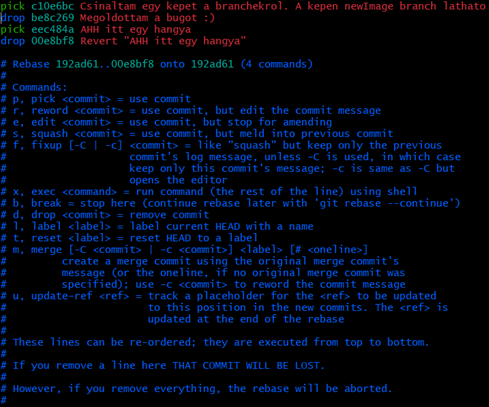 pick c10e6bc Csinaltam egy kepet a branchekrol. A kepen newImage branch lathato
drop be8c269 Megoldottam a bugot :)
pick eec484a AHH itt egy hangya
drop 00e8bf8 Revert "AHH itt egy hangya"

# Rebase 192ad61..00e8bf8 onto 192ad61 (4 commands)
#
# Commands:
# p, pick <commit> = use commit
# r, reword <commit> = use commit, but edit the commit message
# e, edit <commit> = use commit, but stop for amending
# s, squash <commit> = use commit, but meld into previous commit
# f, fixup [-C | -c] <commit> = like "squash" but keep only the previous
#                    commit's log message, unless -C is used, in which case
#                    keep only this commit's message; -c is same as -C but
#                    opens the editor
# x, exec <command> = run command (the rest of the line) using shell
# b, break = stop here (continue rebase later with 'git rebase --continue')
# d, drop <commit> = remove commit
# l, label <label> = label current HEAD with a name
# t, reset <label> = reset HEAD to a label
# m, merge [-C <commit> | -c <commit>] <label> [# <oneline>]
#         create a merge commit using the original merge commit's
#         message (or the oneline, if no original merge commit was
#         specified); use -c <commit> to reword the commit message
# u, update-ref <ref> = track a placeholder for the <ref> to be updated
#                       to this position in the new commits. The <ref> is
#                       updated at the end of the rebase
#
# These lines can be re-ordered; they are executed from top to bottom.
#
# If you remove a line here THAT COMMIT WILL BE LOST.
#
# However, if you remove everything, the rebase will be aborted.
#